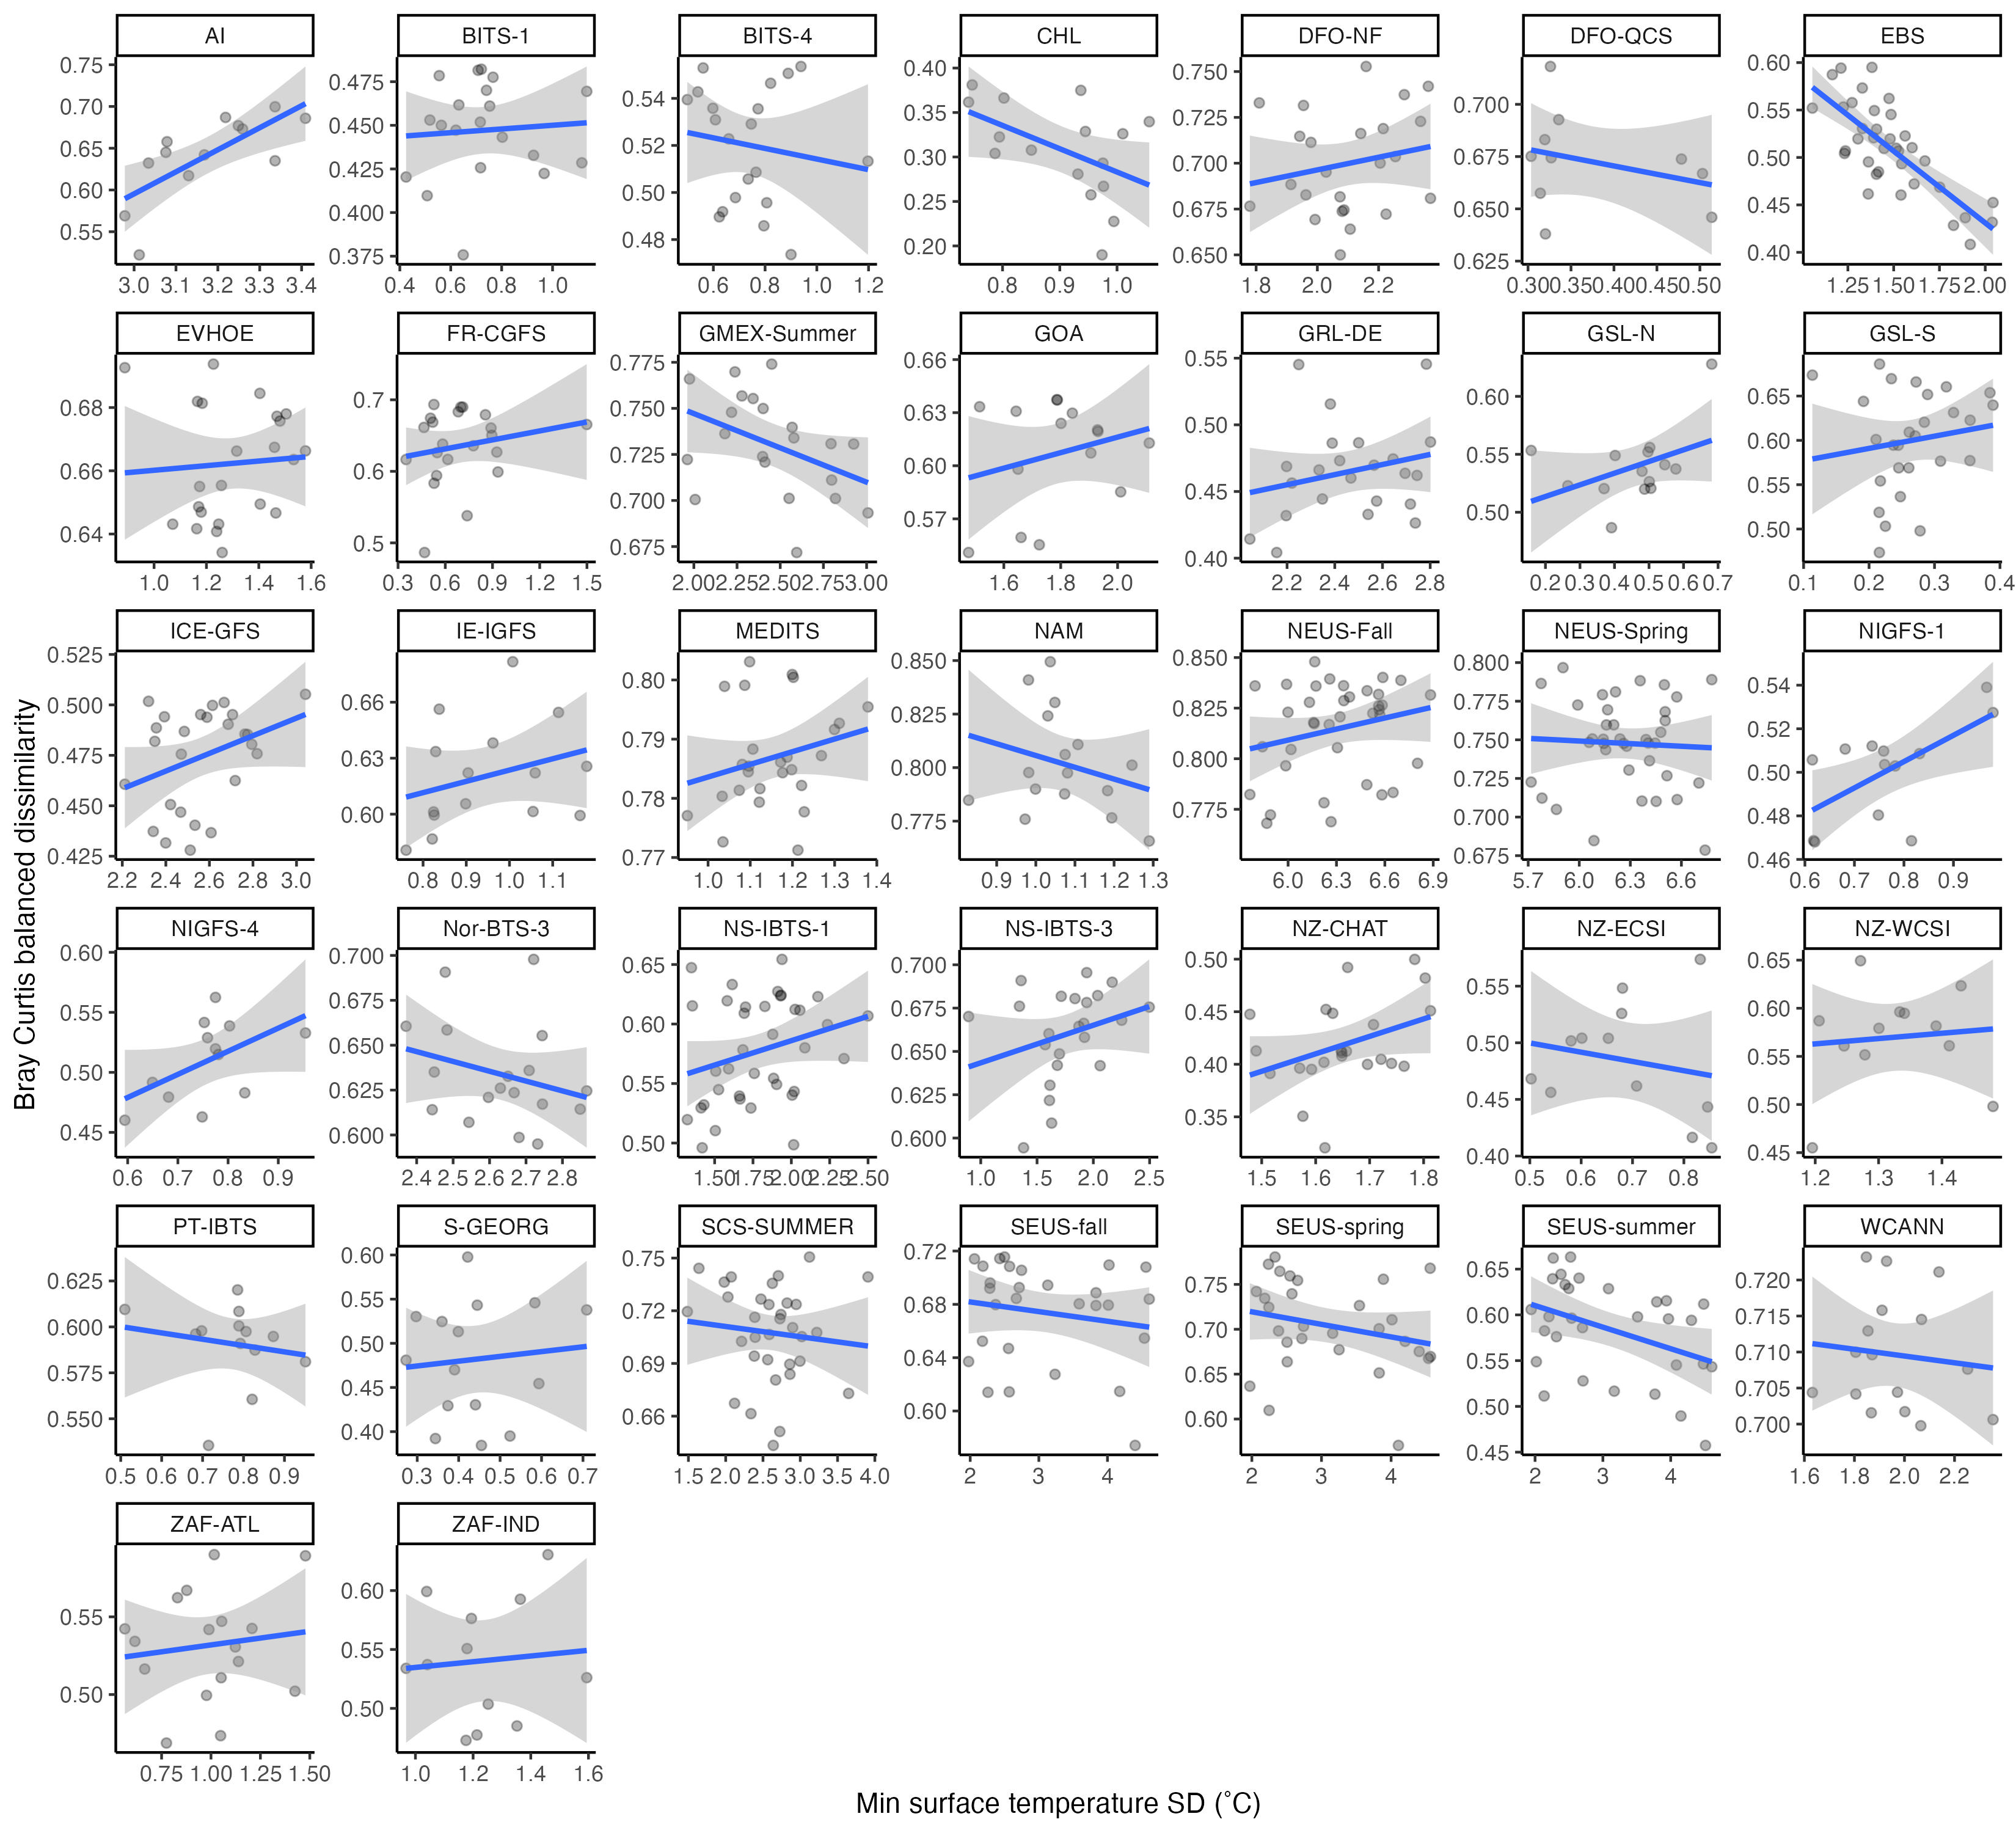 AI BITS-1 BITS-4 CHL DFO-NF DFO-QCS EBS
0.75 0.70 0.65 0.60 0.55
0.475 0.450 0.425 0.400 0.375
0.54 0.52 0.50 0.48
0.40 0.35 0.30 0.25 0.20
0.750 0.725 0.700 0.675 0.650
0.700 0.675 0.650 0.625
0.60 0.55 0.50 0.45 0.40
3.0 3.1 3.2 3.3 3.4
0.4 0.6 0.8 1.0
0.6 0.8 1.0 1.2
0.8 0.9 1.0
1.8 2.0 2.2
0.300.350.400.450.50
1.25 1.50 1.75 2.00
EVHOE FR-CGFS GMEX-Summer GOA GRL-DE GSL-N GSL-S
0.68 0.66 0.64
0.7 0.6 0.5
0.775 0.750 0.725 0.700 0.675
0.66 0.63 0.60 0.57
0.55 0.50 0.45 0.40
0.60 0.55 0.50
0.65 0.60 0.55 0.50
1.0 1.2 1.4 1.6
0.3 0.6 0.9 1.2 1.5
2.002.252.502.753.00
1.6 1.8 2.0
2.2 2.4 2.6 2.8
0.2 0.3 0.4 0.5 0.6 0.7
0.1 0.2 0.3 0.4
Bray Curtis balanced dissimilarity
ICE-GFS IE-IGFS MEDITS NAM NEUS-Fall NEUS-Spring NIGFS-1
0.525 0.500 0.475 0.450 0.425
0.66 0.63 0.60
0.80 0.79 0.78 0.77
0.850 0.825 0.800 0.775
0.850 0.825 0.800 0.775
0.800 0.775 0.750 0.725 0.700 0.675
0.54 0.52 0.50 0.48 0.46
2.2 2.4 2.6 2.8 3.0
0.8 0.9 1.0 1.1
1.0 1.1 1.2 1.3 1.4
0.9 1.0 1.1 1.2 1.3
6.0 6.3 6.6 6.9
5.7 6.0 6.3 6.6
0.6 0.7 0.8 0.9
NIGFS-4 Nor-BTS-3 NS-IBTS-1 NS-IBTS-3 NZ-CHAT NZ-ECSI NZ-WCSI
0.60 0.55 0.50 0.45
0.700 0.675 0.650 0.625 0.600
0.65 0.60 0.55 0.50
0.700 0.675 0.650 0.625 0.600
0.50 0.45 0.40 0.35
0.55 0.50 0.45 0.40
0.65 0.60 0.55 0.50 0.45
0.6 0.7 0.8 0.9
2.4 2.5 2.6 2.7 2.8
1.501.752.002.252.50
1.0 1.5 2.0 2.5
1.5 1.6 1.7 1.8
0.5 0.6 0.7 0.8
1.2 1.3 1.4
PT-IBTS S-GEORG SCS-SUMMER SEUS-fall SEUS-spring SEUS-summer WCANN
0.625 0.600 0.575 0.550
0.60 0.55 0.50 0.45 0.40
0.75 0.72 0.69 0.66
0.72 0.68 0.64 0.60
0.75 0.70 0.65 0.60
0.65 0.60 0.55 0.50 0.45
0.720 0.715 0.710 0.705 0.700
0.5 0.6 0.7 0.8 0.9
0.3 0.4 0.5 0.6 0.7
1.5 2.0 2.5 3.0 3.5 4.0
2 3 4
2 3 4
2 3 4
1.6 1.8 2.0 2.2
ZAF-ATL ZAF-IND
0.55 0.50
0.60 0.55 0.50
0.75 1.00 1.25 1.50
1.0 1.2 1.4 1.6
Min surface temperature SD (˚C)